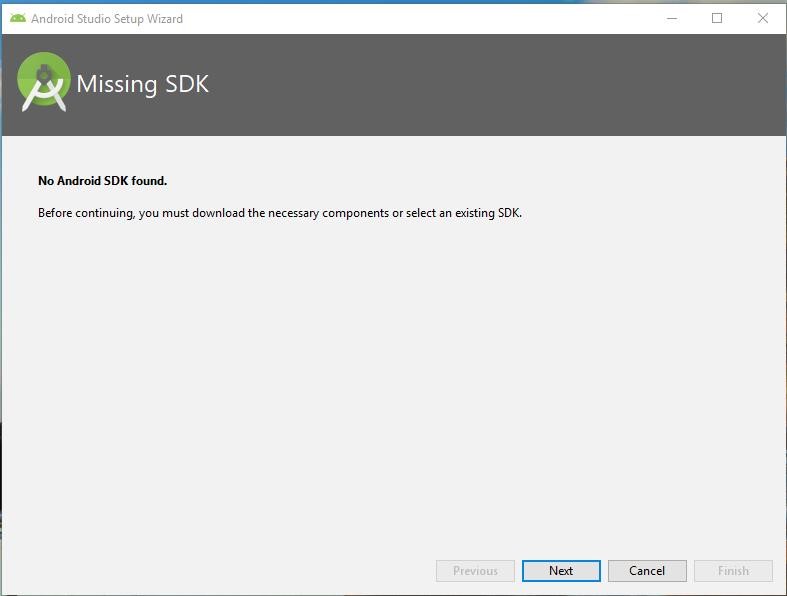 Android Studio Setup Wizard
Missing SDK
No Android SDK found.
Before continuing, you must download the necessary components or select an existing SDK.
Previous Next Cancel Finish